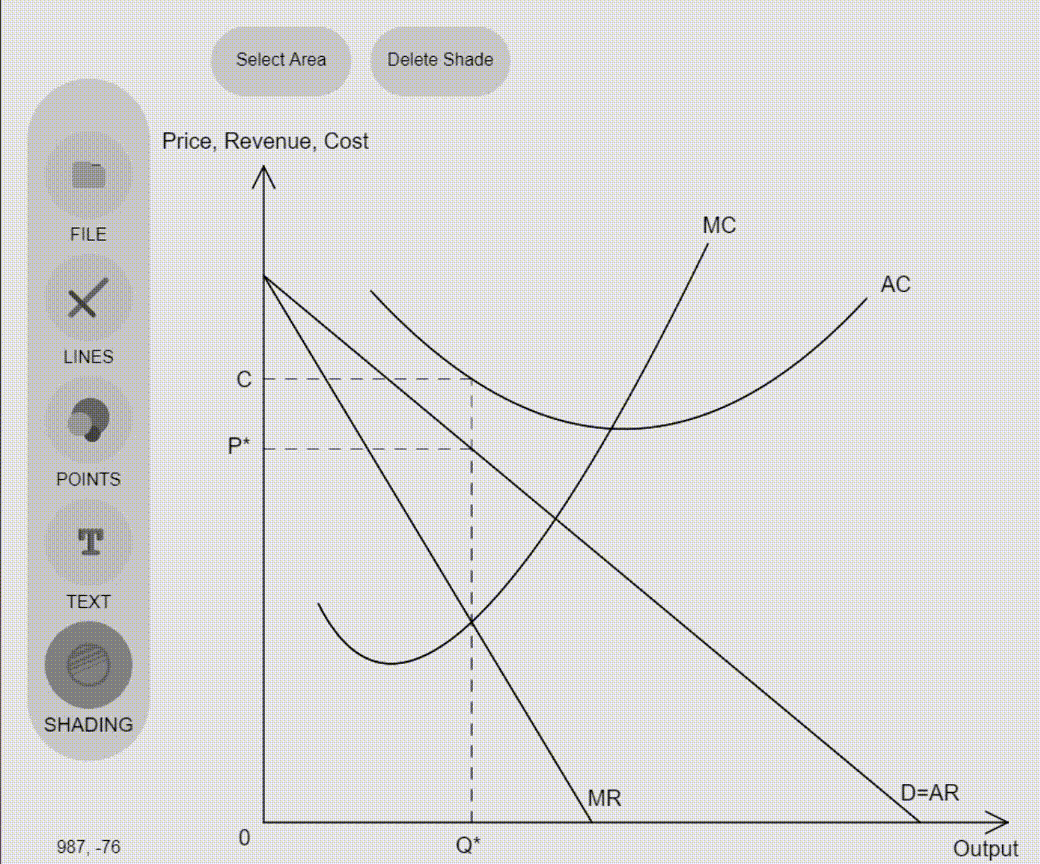 Select Area
Delete Shade
Price, Revenue, Cost
FILE
LINES
POINTS
T
TEXT
SHADING
987, -76
MC
AC
C
P*
MR
D=AR
0
Q*
Output